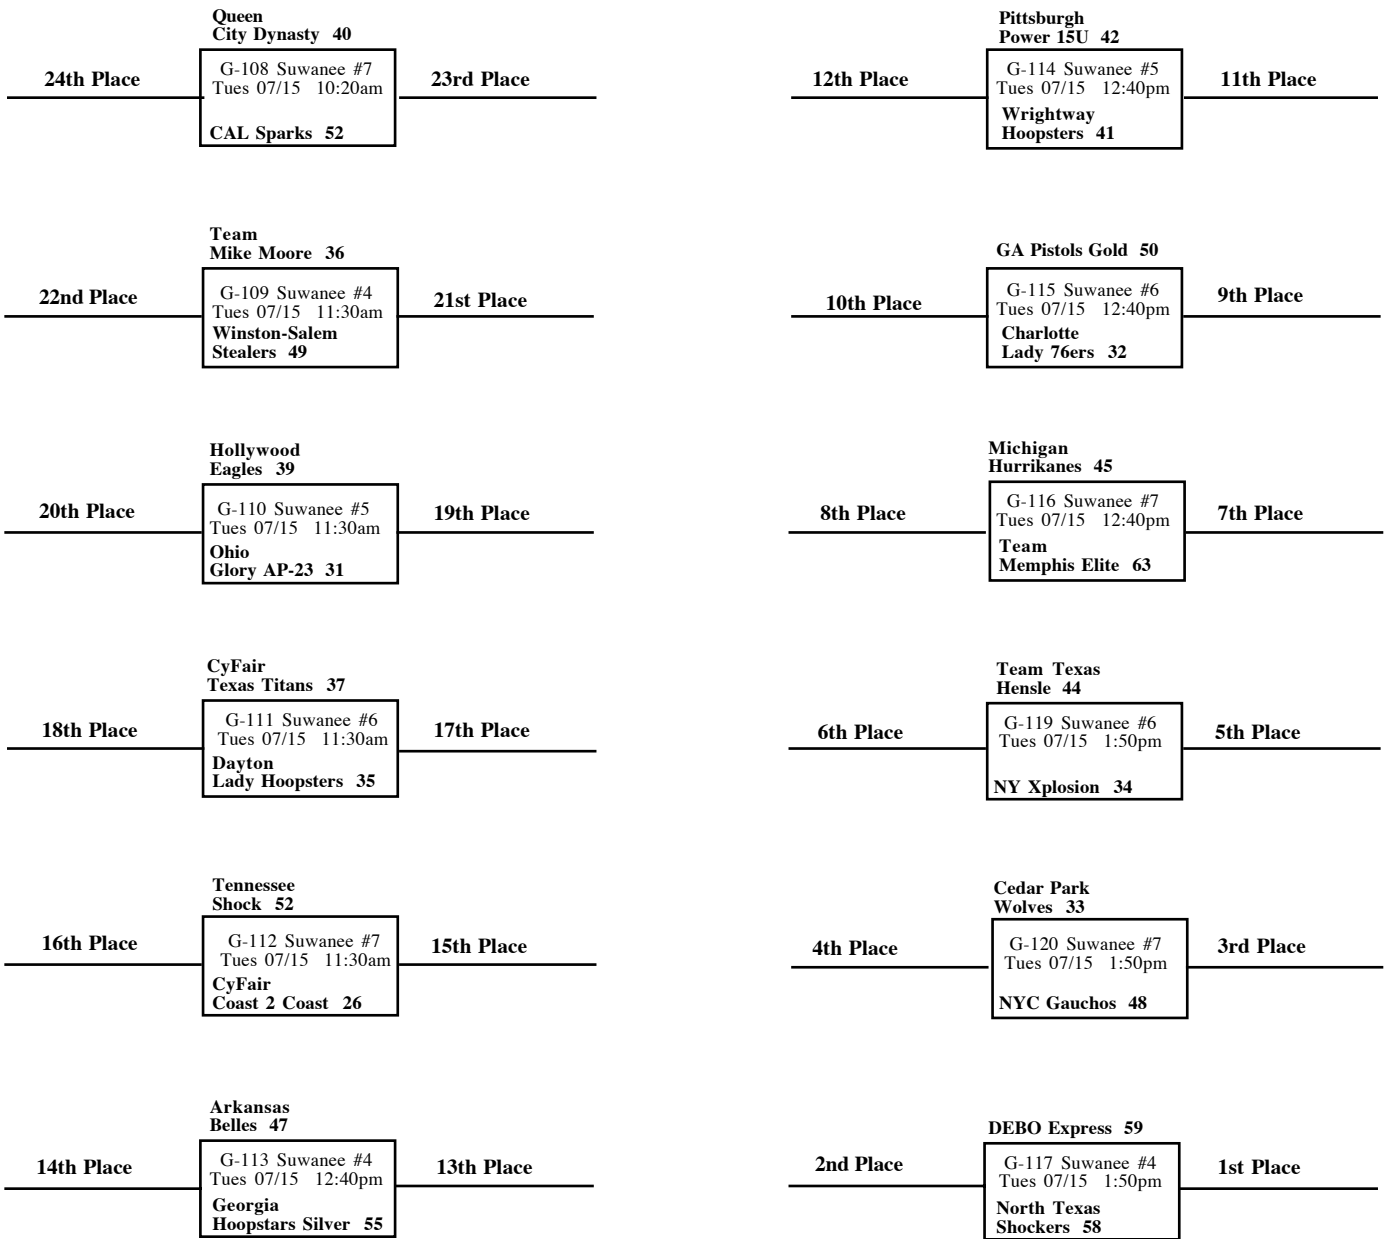 Queen
City Dynasty 40
24th Place
G-108 Suwanee #7
Tues 07/15 10:20am
23rd Place
CAL Sparks 52
Team
Mike Moore 36
22nd Place
G-109 Suwanee #4
Tues 07/15 11:30am
21st Place
Winston-Salem
Stealers 49
Hollywood
Eagles 39
20th Place
G-110 Suwanee #5
Tues 07/15 11:30am
19th Place
Ohio
Glory AP-23 31
CyFair
Texas Titans 37
18th Place
G-111 Suwanee #6
Tues 07/15 11:30am
17th Place
Dayton
Lady Hoopsters 35
Tennessee
Shock 52
16th Place
G-112 Suwanee #7
Tues 07/15 11:30am
15th Place
CyFair
Coast 2 Coast 26
Arkansas
Belles 47
14th Place
G-113 Suwanee #4
Tues 07/15 12:40pm
13th Place
Georgia
Hoopstars Silver 55
Pittsburgh
Power 15U 42
12th Place
G-114 Suwanee #5
Tues 07/15 12:40pm
11th Place
Wrightway
Hoopsters 41
GA Pistols Gold 50
10th Place
G-115 Suwanee #6
Tues 07/15 12:40pm
9th Place
Charlotte
Lady 76ers 32
Michigan
Hurrikanes 45
8th Place
G-116 Suwanee #7
Tues 07/15 12:40pm
7th Place
Team
Memphis Elite 63
Team Texas
Hensle 44
6th Place
G-119 Suwanee #6
Tues 07/15 1:50pm
5th Place
NY Xplosion 34
Cedar Park
Wolves 33
4th Place
G-120 Suwanee #7
Tues 07/15 1:50pm
3rd Place
NYC Gauchos 48
DEBO Express 59
2nd Place
G-117 Suwanee #4
Tues 07/15 1:50pm
1st Place
North Texas
Shockers 58